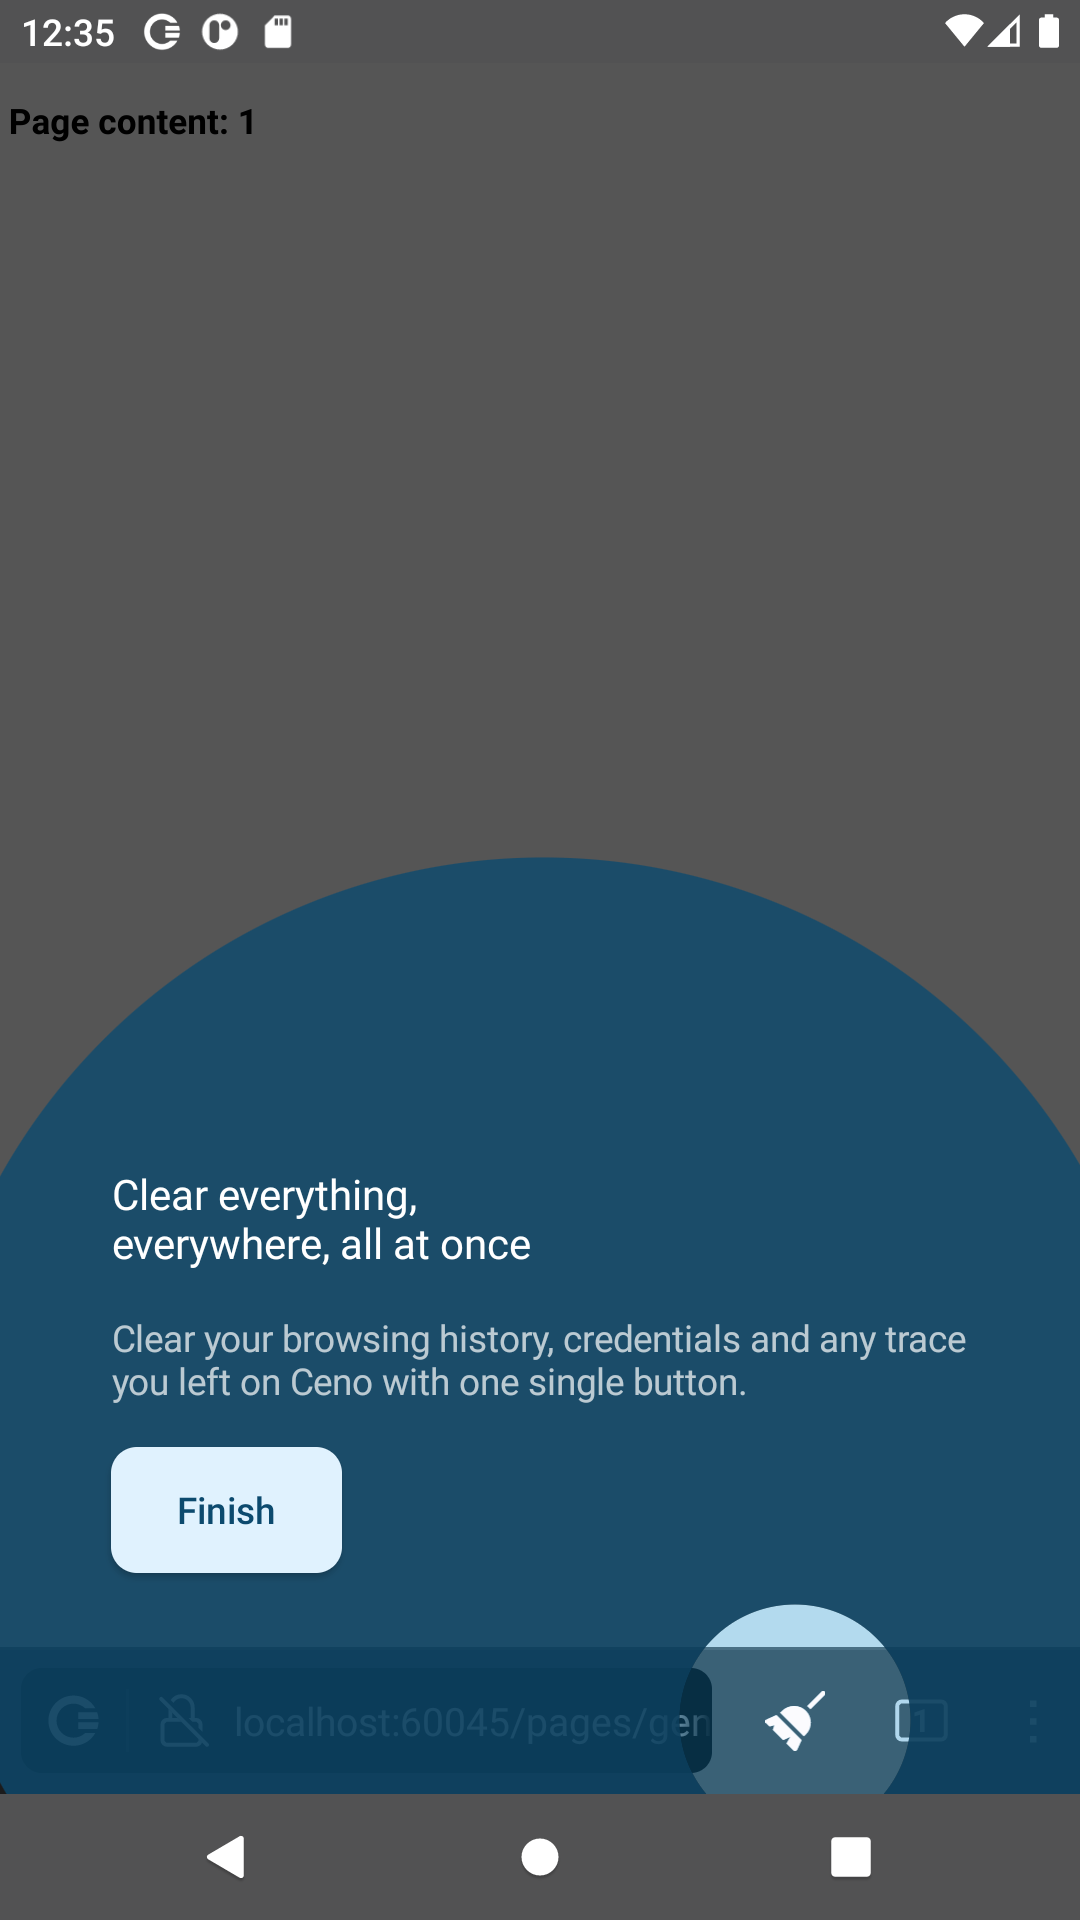 12:35
Page content: 1
Clear everything,
everywhere, all at once
Clear your browsing history, credentials and any trace
you left on Ceno with one single button.
Finish
localhost:60045/pages/gen
1